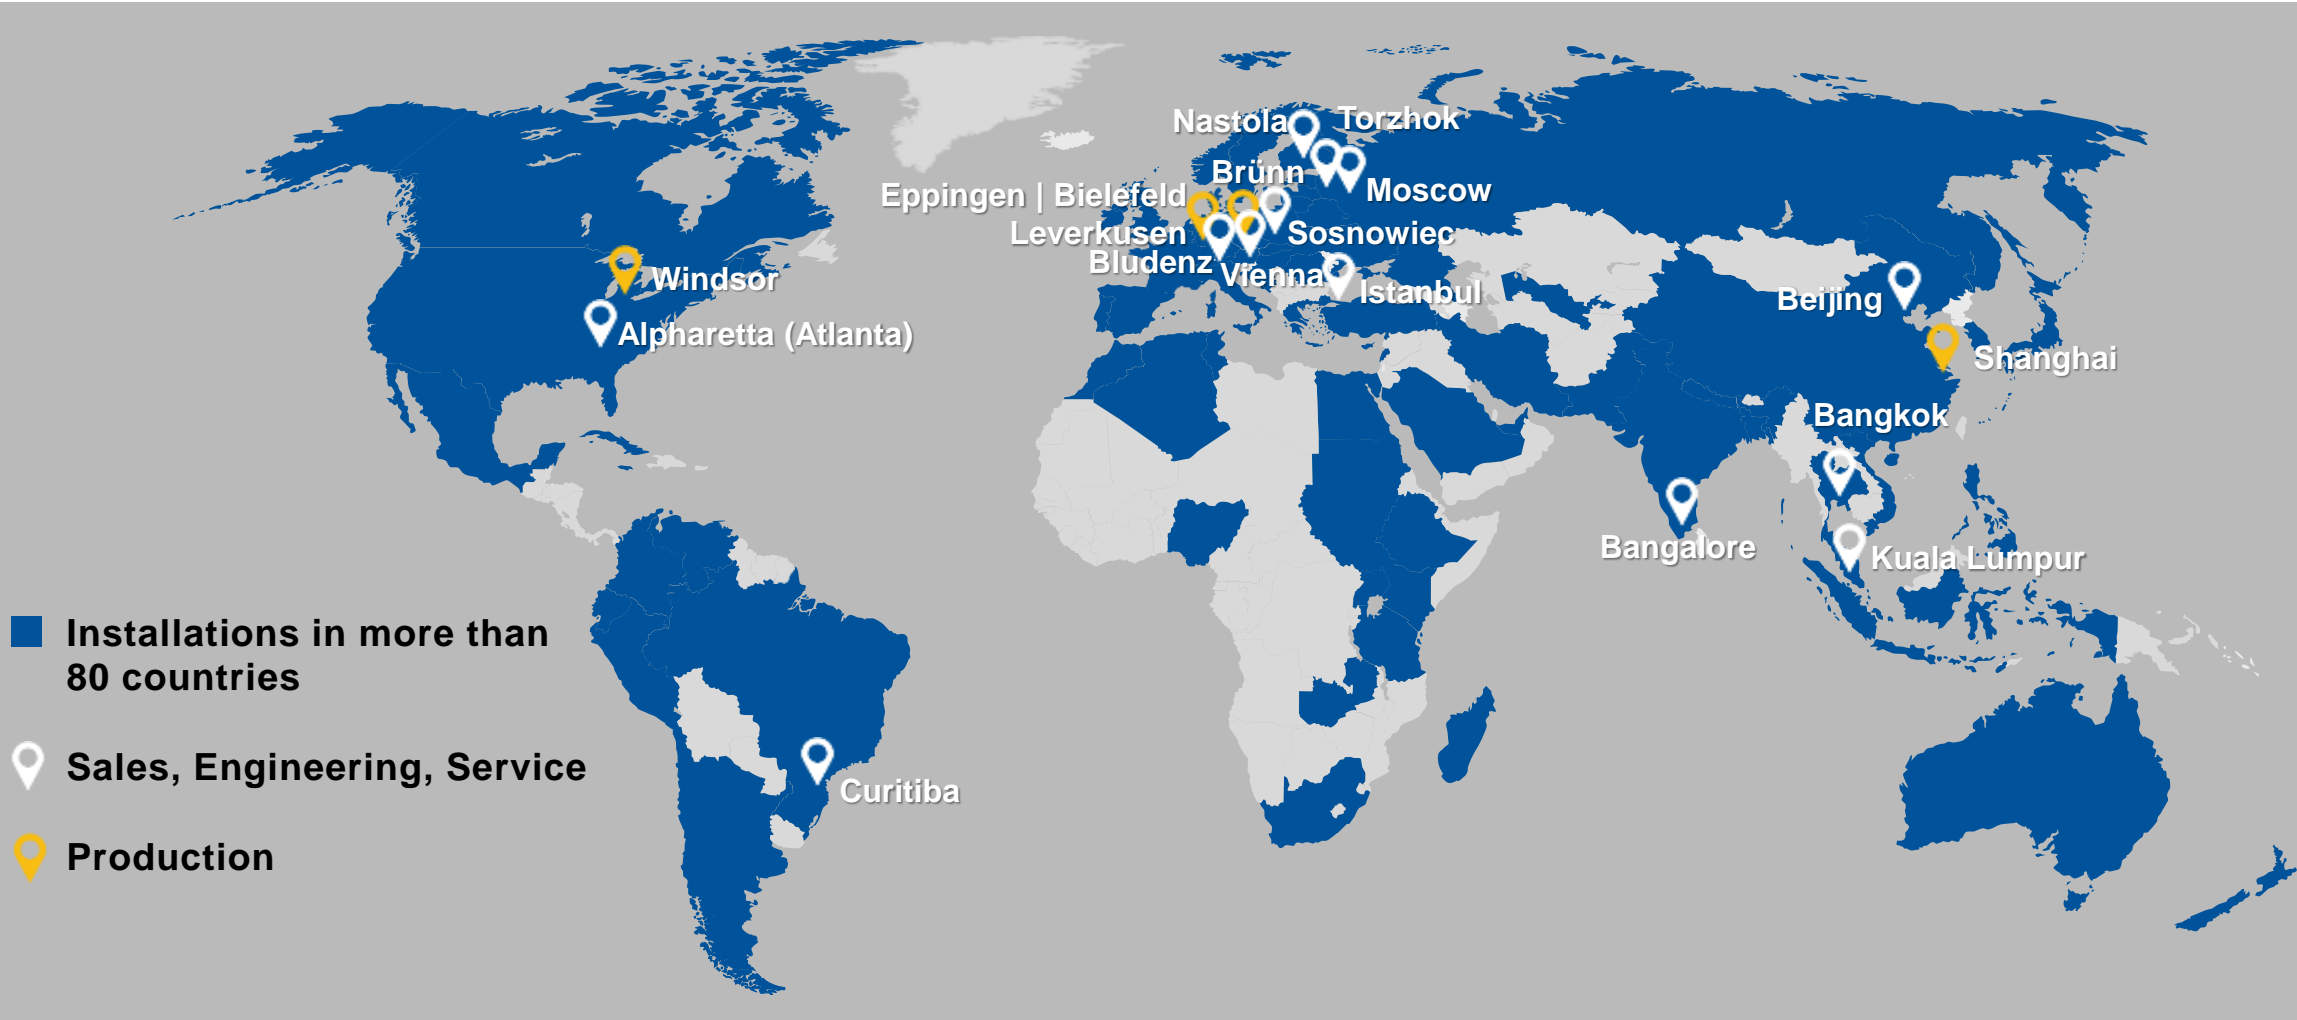 Nastola
Torzhok
Brünn
Moscow
Eppingen | Bielefeld
Leverkusen
Sosnowiec
Bludenz
Vienna
Istanbul
Windsor
Alpharetta (Atlanta)
Beijing
Shanghai
Bangkok
Bangalore
Kuala Lumpur
Installations in more than
80 countries
Sales, Engineering, Service
Curitiba
Production